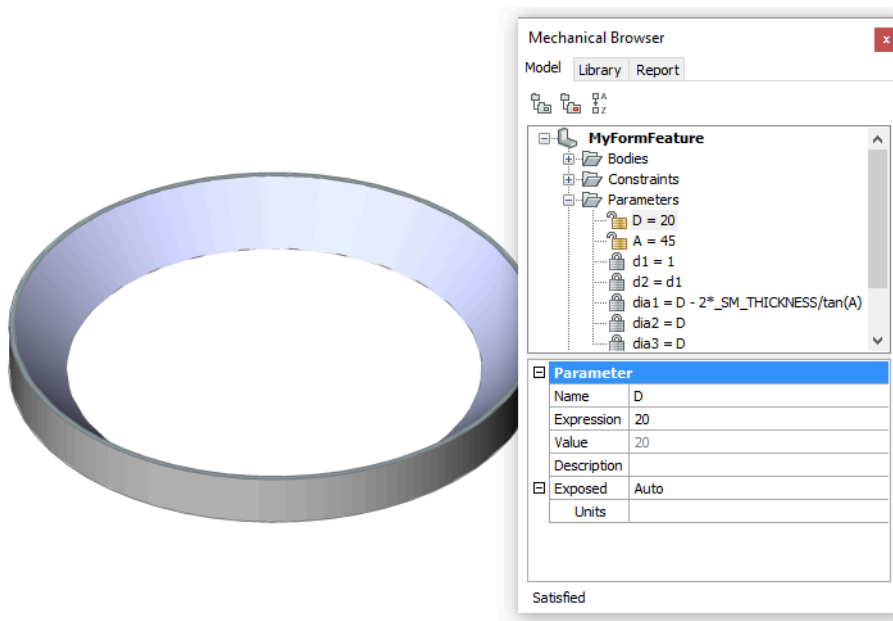 Mechanical Browser
x
Model Library Report
A
Z
MyFormFeature
Bodies
Constraints
Parameters
D = 20
A = 45
d1 = 1
d2 = d1
dia1 = D - 2*_SM_THICKNESS/tan(A)
dia2 = D
dia3 = D
Parameter
Name D
Expression 20
Value 20
Description
Exposed Auto
Units
Satisfied